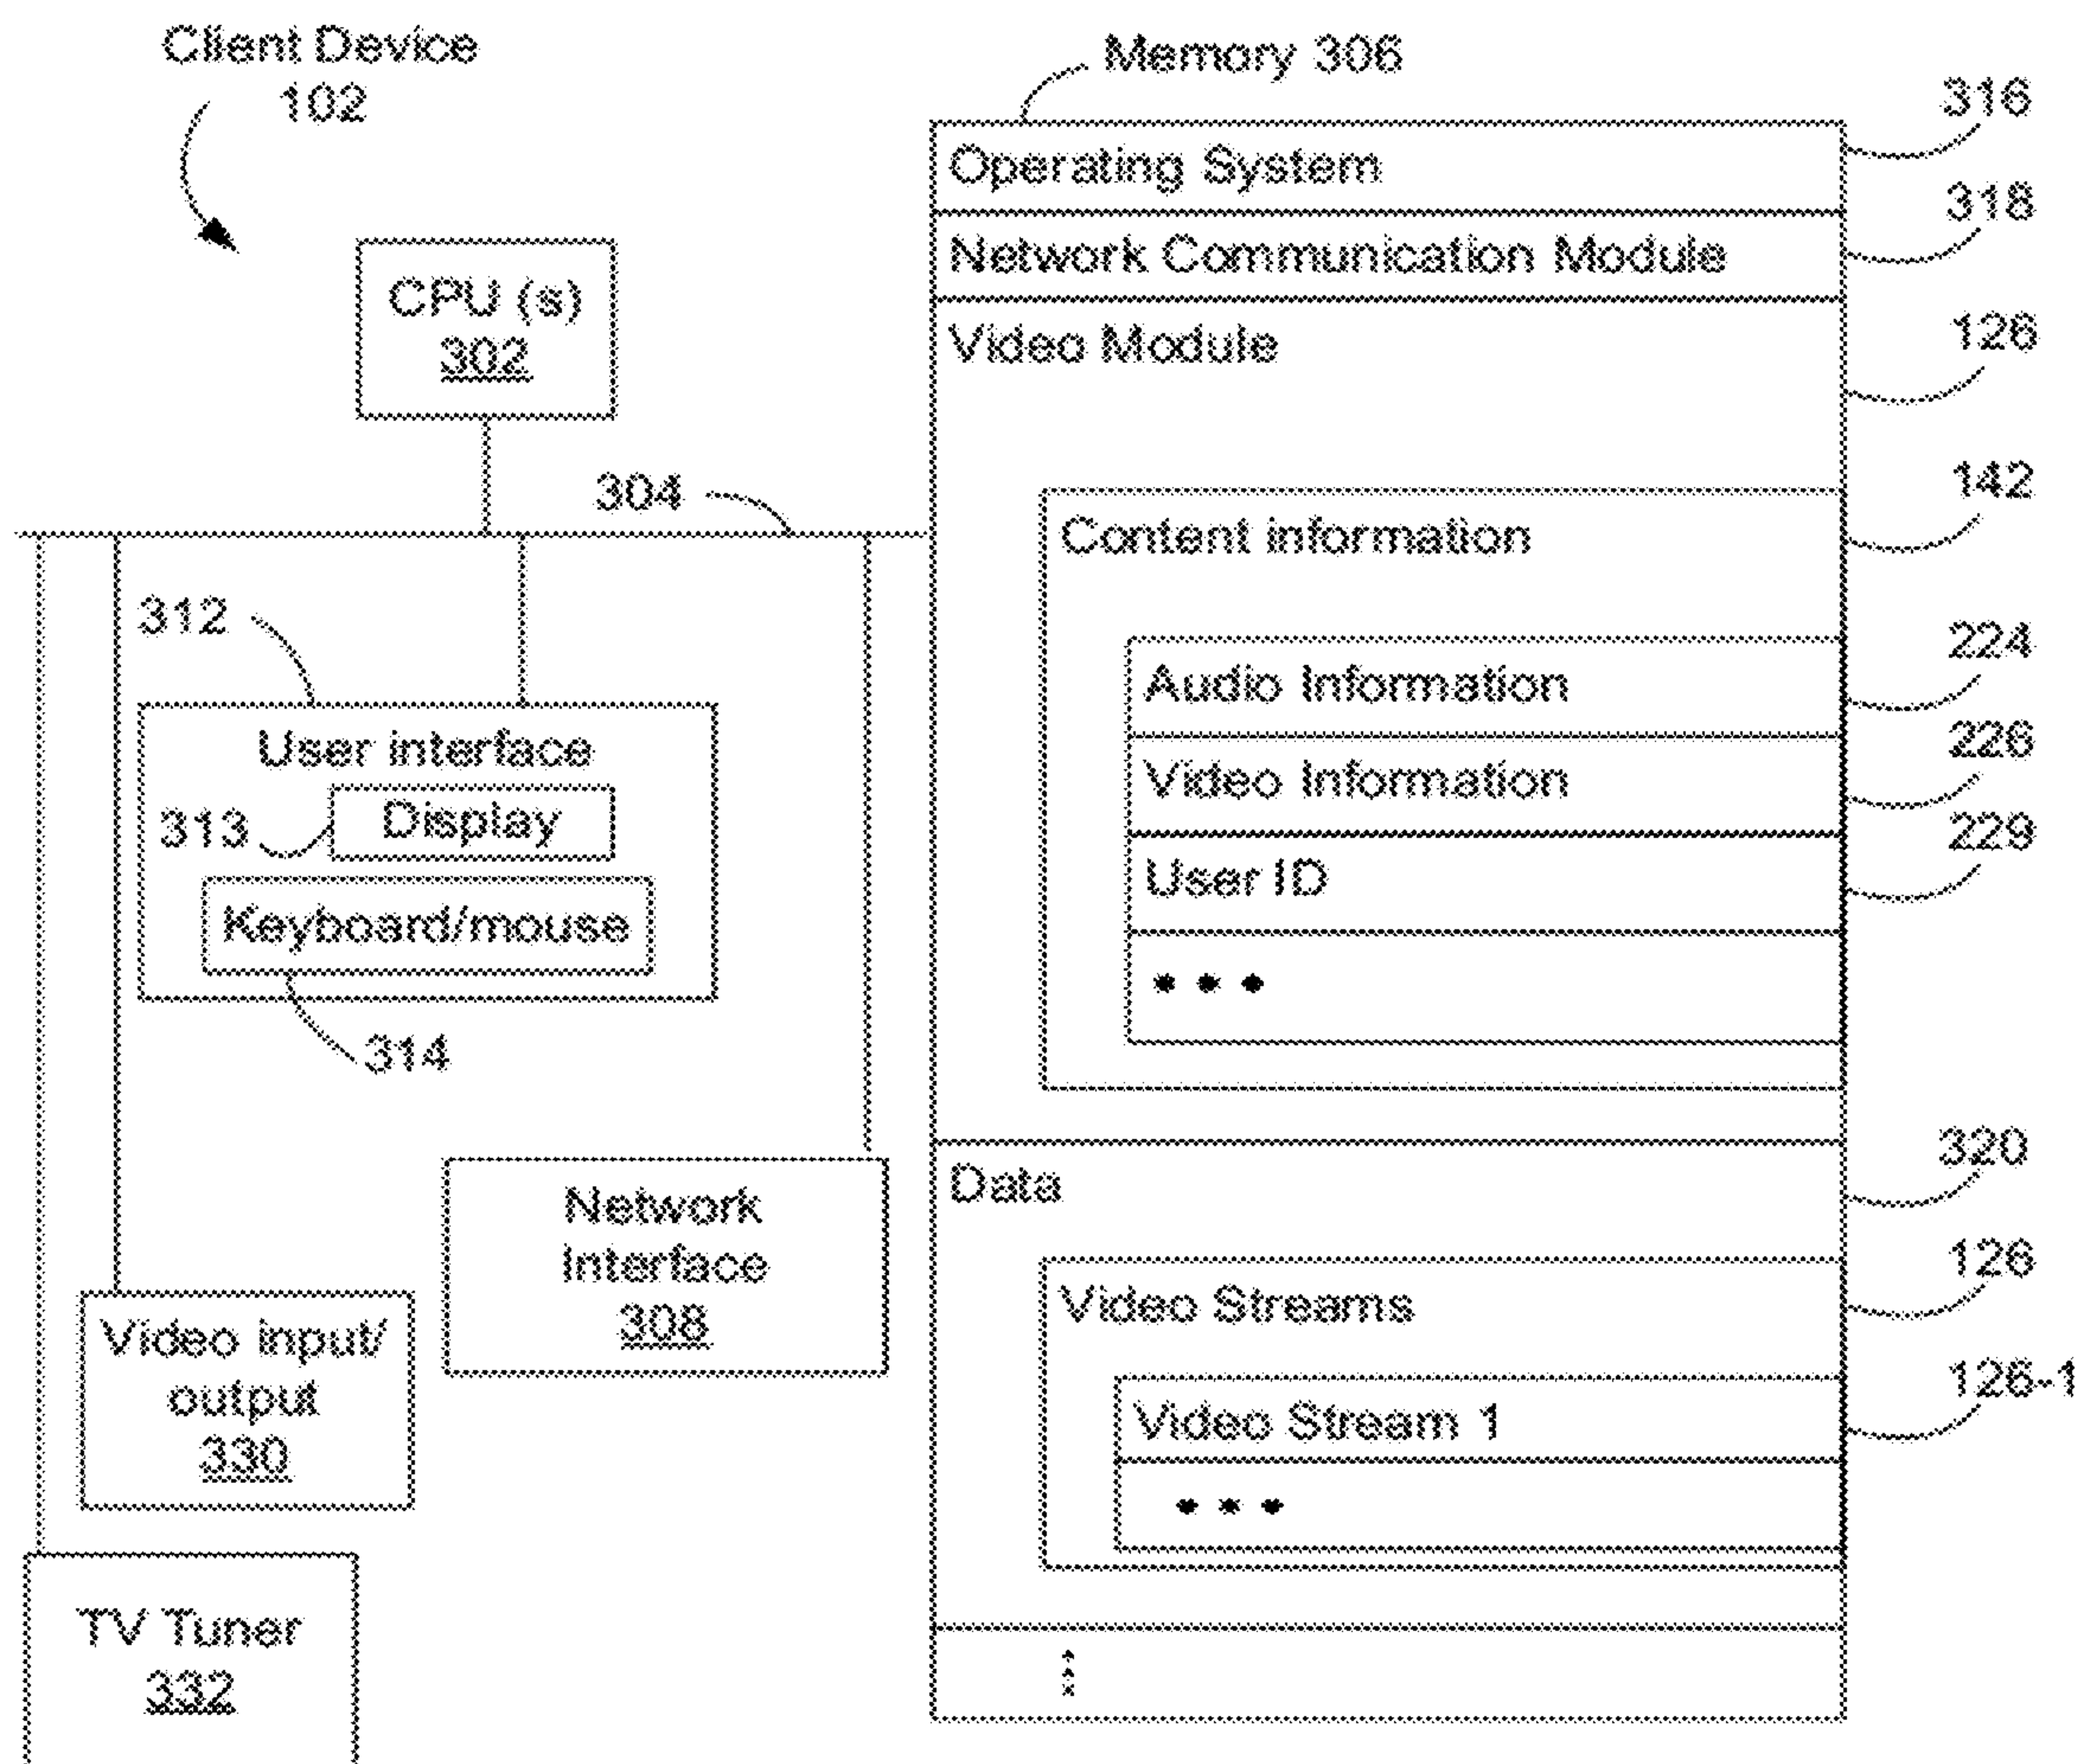 Client Device
102
Memory 306
316
Operating System
318
Network Communication Module
CPU (s)
302
126
Video Module
304
142
Content information
312
224
Audio Information
User interface
226
Video Information
313
Display
229
User ID
Keyboard/mouse
• • •
314
320
Data
Network
Interface
308
126
Video Streams
Video input/
output
330
126-1
Video Stream 1
• • •
TV Tuner
332